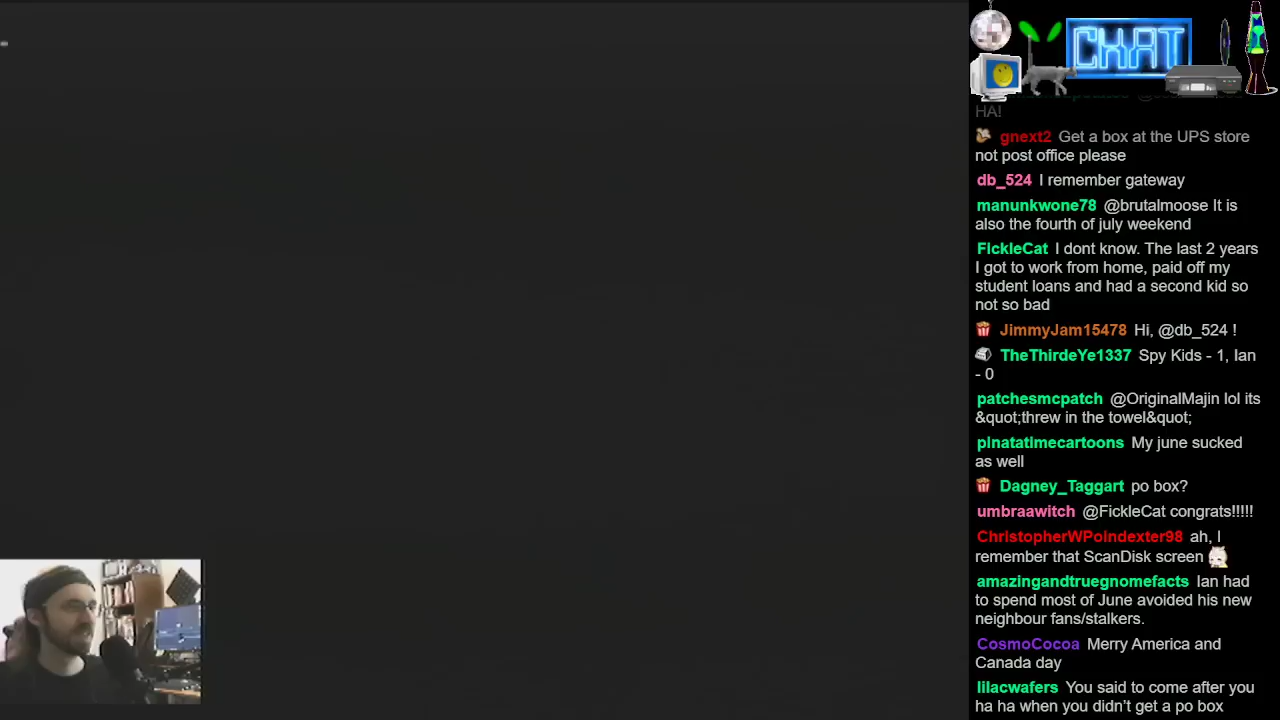 CHAT
HA!
gnext2 Get a box at the UPS store
not post office please
db_524 I remember gateway
manunkwone78 @brutalmoose It is
also the fourth of july weekend
FickleCat I dont know. The last 2 years
I got to work from home, paid off my
student loans and had a second kid so
not so bad
JimmyJam15478 Hi, @db_524 !
TheThirdeYe1337 Spy Kids - 1, Ian
- 0
patchesmcpatch @OriginalMajin lol its
&quot;threw in the towel&quot;
pinatatimecartoons My june sucked
as well
Dagney_Taggart po box?
umbraawitch @FickleCat congrats!!!!!
ChristopherWPoindexter98 ah, I
remember that ScanDisk screen
amazingandtruegnomefacts Ian had
to spend most of June avoided his new
neighbour fans/stalkers.
CosmoCocoa Merry America and
Canada day
lilacwafers You said to come after you
ha ha when you didn't get a po box